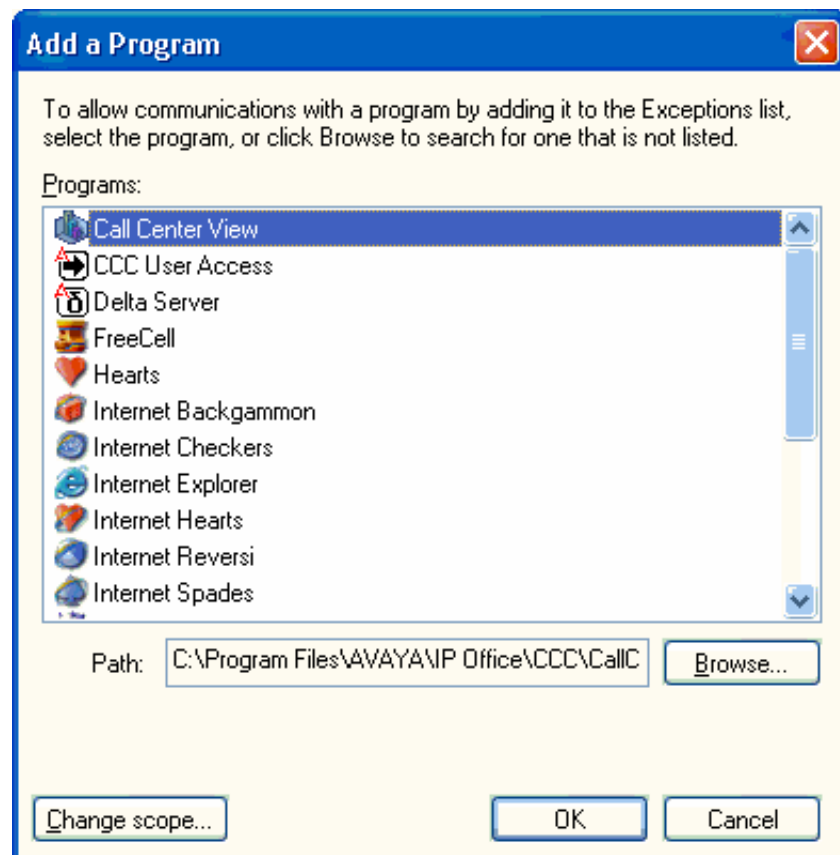 Add a Program
To allow communications with a program by adding it to the Exceptions list,
select the program, or click Browse to search for one that is not listed.
Programs:
Call Center View
CCC User Access
Delta Server
FreeCell
Hearts
Internet Backgammon
Internet Checkers
Internet Explorer
Internet Hearts
Internet Reversi
Internet Spades
Path: C:\Program Files\AVAYA\IP Office\CCC\CallC Browse...
Change scope... OK Cancel